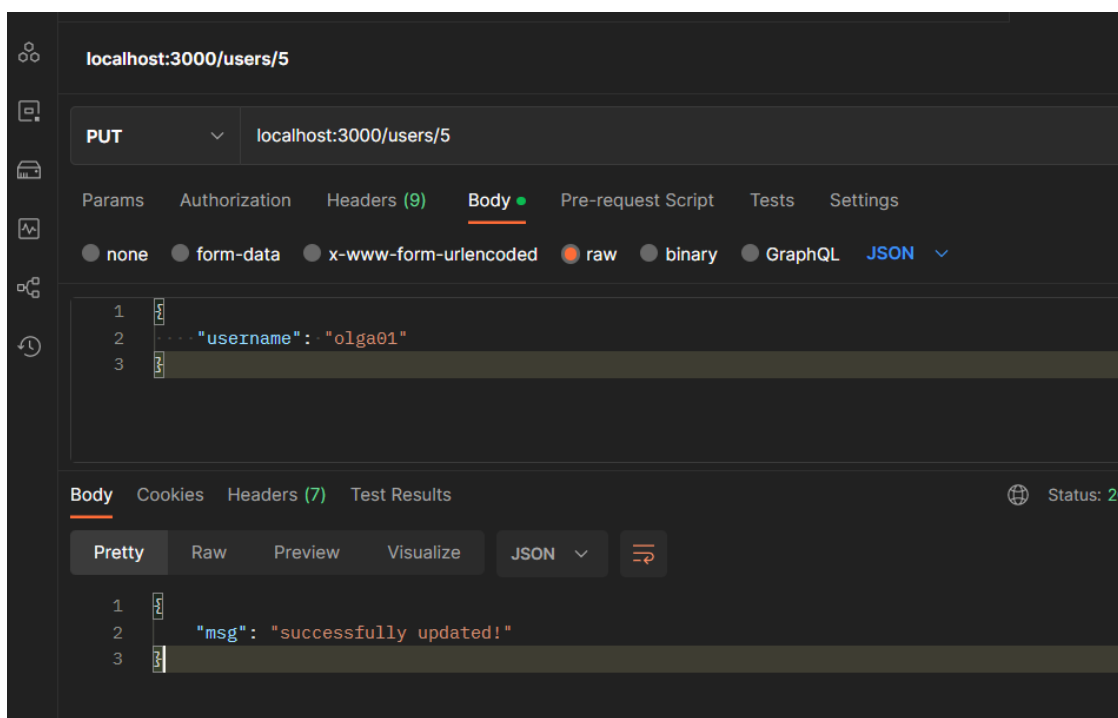 localhost:3000/users/5
PUT localhost:3000/users/5
Params Authorization Headers (9) Body Pre-request Script Tests Settings
none form-data x-www-form-urlencoded raw binary GraphQL JSON
1 {
2 "username": "olga01"
3 }
Body Cookies Headers (7) Test Results Status: 2
Pretty Raw Preview Visualize JSON
1 {
2 "msg": "successfully updated!"
3 }